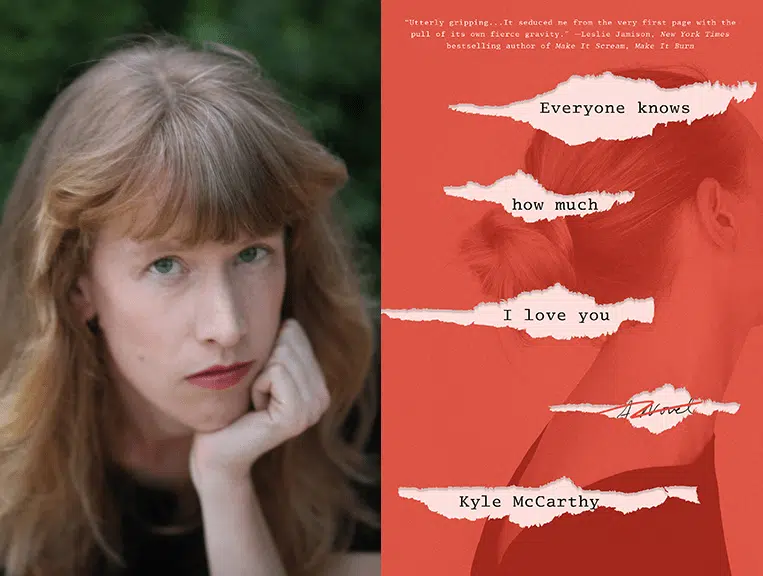 "Utterly gripping...It seduced me from the very first page with the
pull of its own fierce gravity." —Leslie Jamison, New York Times
bestselling author of Make It Scream, Make It Burn
Everyone knows
how much
I love you
A Novel
Kyle McCarthy